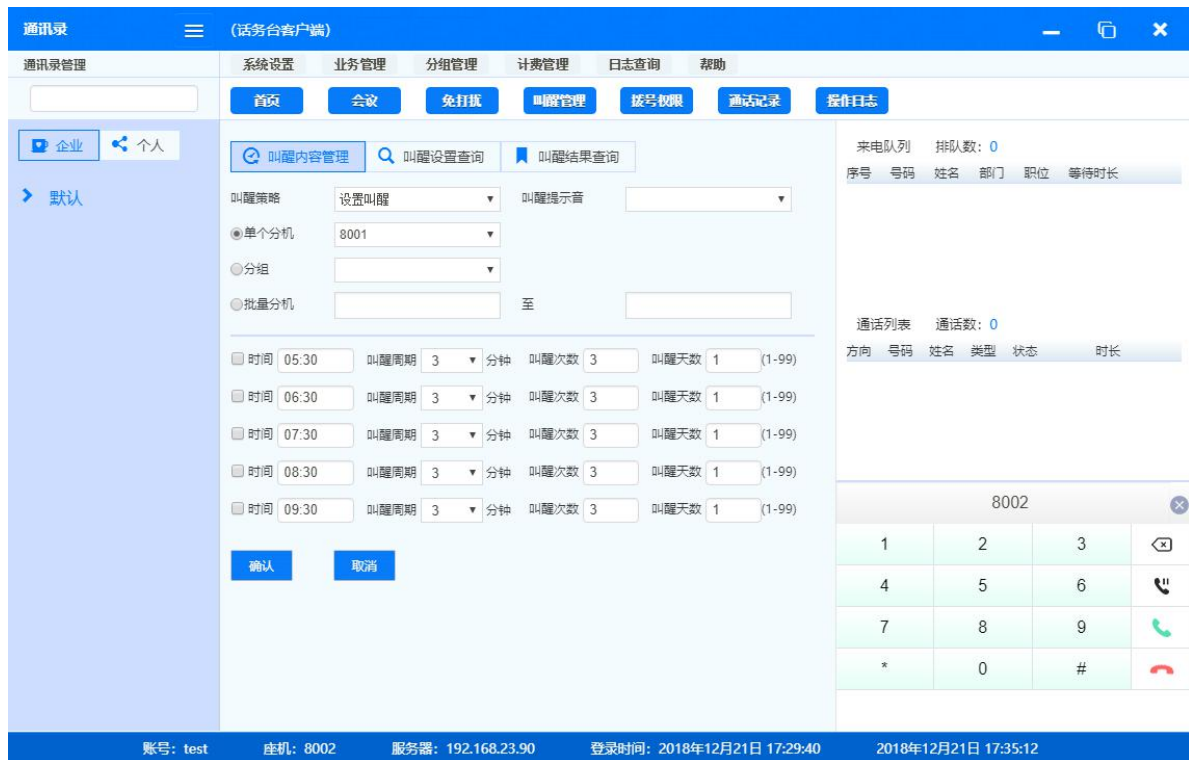 通讯录 (话务台客户端)
通讯录管理 系统设置 业务管理 分组管理 计费管理 日志查询 帮助
首页 会议 免打扰 叫醒管理 拨号权限 通话记录 操作日志
企业 个人
默认
叫醒内容管理 叫醒设置查询 叫醒结果查询
叫醒策略 设置叫醒 叫醒提示音
单个分机 8001
分组
批量分机 至
时间 05:30 叫醒周期 3 分钟 叫醒次数 3 叫醒天数 1 (1-99)
时间 06:30 叫醒周期 3 分钟 叫醒次数 3 叫醒天数 1 (1-99)
时间 07:30 叫醒周期 3 分钟 叫醒次数 3 叫醒天数 1 (1-99)
时间 08:30 叫醒周期 3 分钟 叫醒次数 3 叫醒天数 1 (1-99)
时间 09:30 叫醒周期 3 分钟 叫醒次数 3 叫醒天数 1 (1-99)
确认 取消
来电队列 排队数: 0
序号 号码 姓名 部门 职位 等待时长
通话列表 通话数: 0
方向 号码 姓名 类型 状态 时长
8002
1 2 3
4 5 6
7 8 9
* 0 #
账号: test 座机: 8002 服务器: 192.168.23.90 登录时间: 2018年12月21日 17:29:40 2018年12月21日 17:35:12